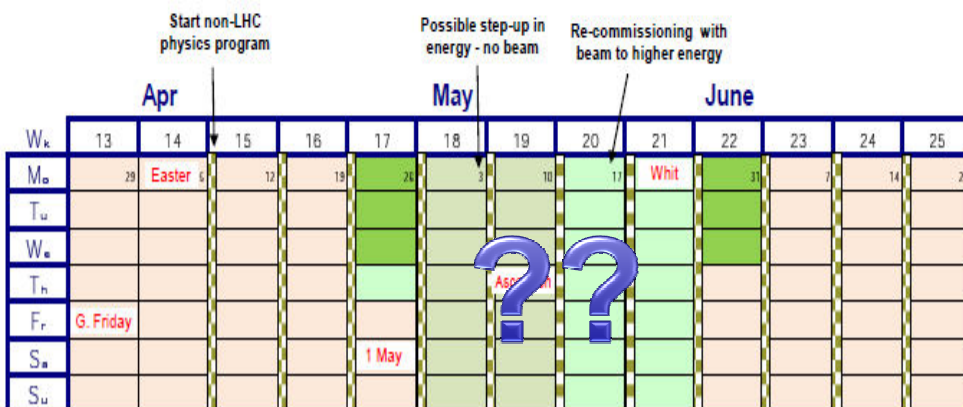 Start non-LHC
physics program
Possible step-up in
energy - no beam
Re-commissioning with
beam to higher energy
Apr May June
Wk 13 14 15 16 17 18 19 20 21 22 23 24 25
Mo 29 Easter 6 12 19 26 3 10 17 Whit 31 7 14 2
Tu
We
Th
Fr G. Friday
Sa 1 May
Su
? ?